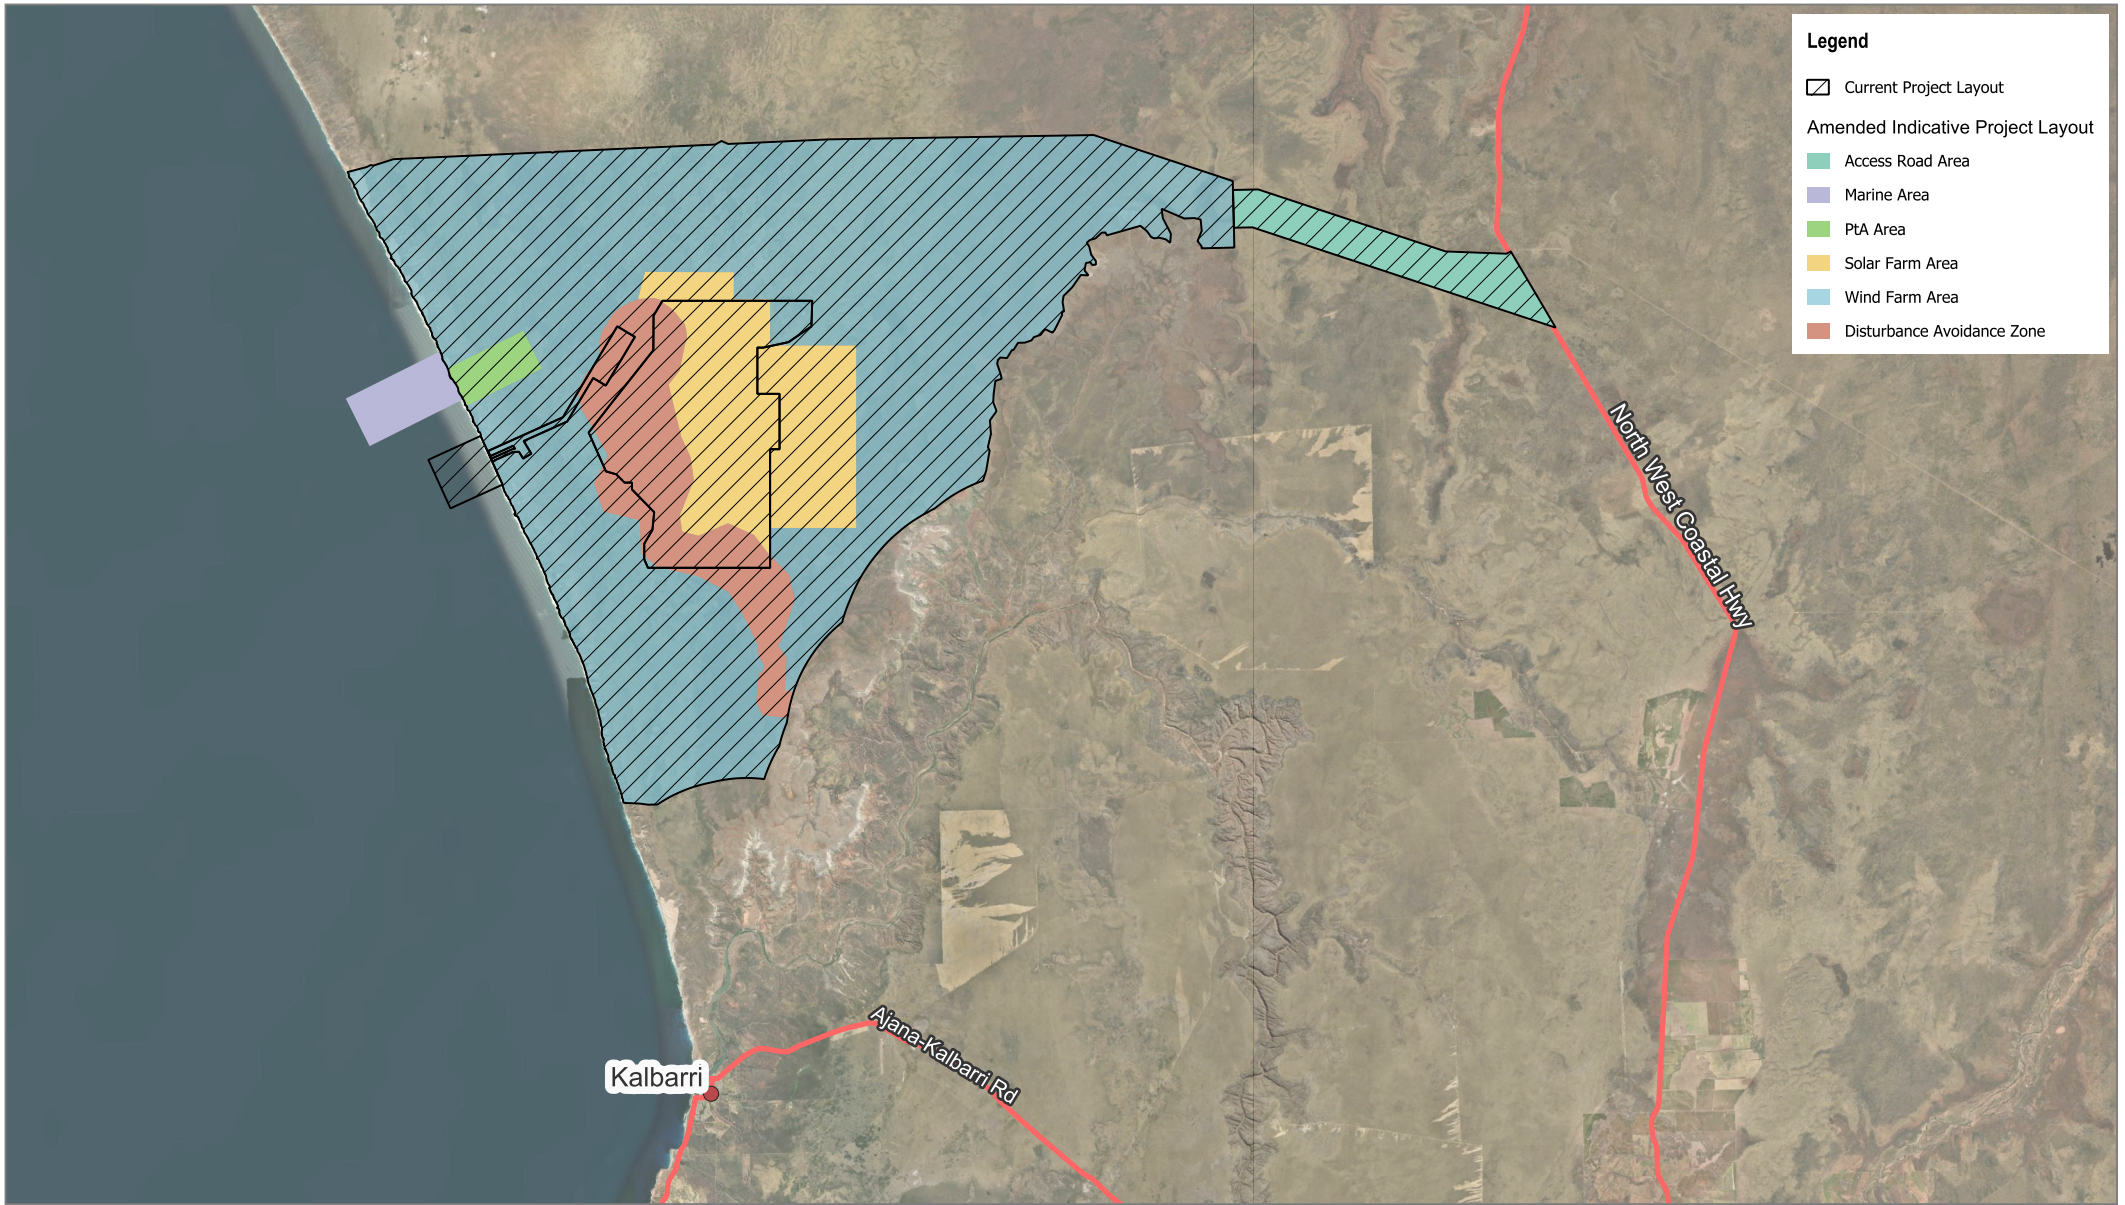 Legend
Current Project Layout
Amended Indicative Project Layout
Access Road Area
Marine Area
PtA Area
Solar Farm Area
Wind Farm Area
Disturbance Avoidance Zone
North West Coastal Hwy
Ajana-Kalbarri Rd
Kalbarri